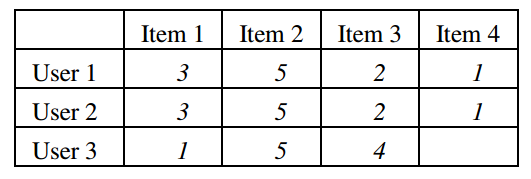 Item 1 Item 2 Item 3 Item 4
User 1 3 5 2 1
User 2 3 5 2 1
User 3 1 5 4